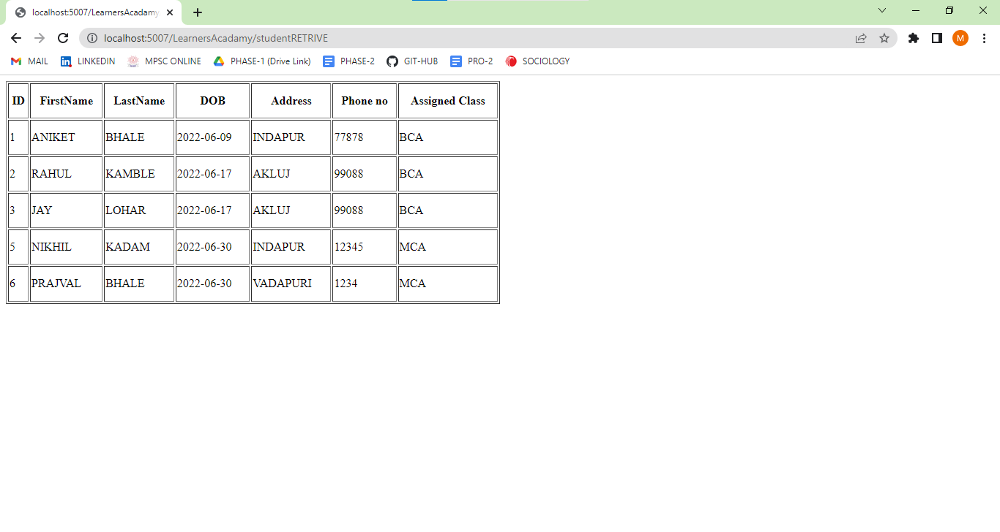 localhost:5007/LearnersAcadamy
localhost:5007/LearnersAcadamy/studentRETRIVE
M
MAIL LINKEDIN MPSC ONLINE PHASE-1 (Drive Link) PHASE-2 GIT-HUB PRO-2 SOCIOLOGY
ID FirstName LastName DOB Address Phone no Assigned Class
1 ANIKET BHALE 2022-06-09 INDAPUR 77878 BCA
2 RAHUL KAMBLE 2022-06-17 AKLUJ 99088 BCA
3 JAY LOHAR 2022-06-17 AKLUJ 99088 BCA
5 NIKHIL KADAM 2022-06-30 INDAPUR 12345 MCA
6 PRAJVAL BHALE 2022-06-30 VADAPURI 1234 MCA